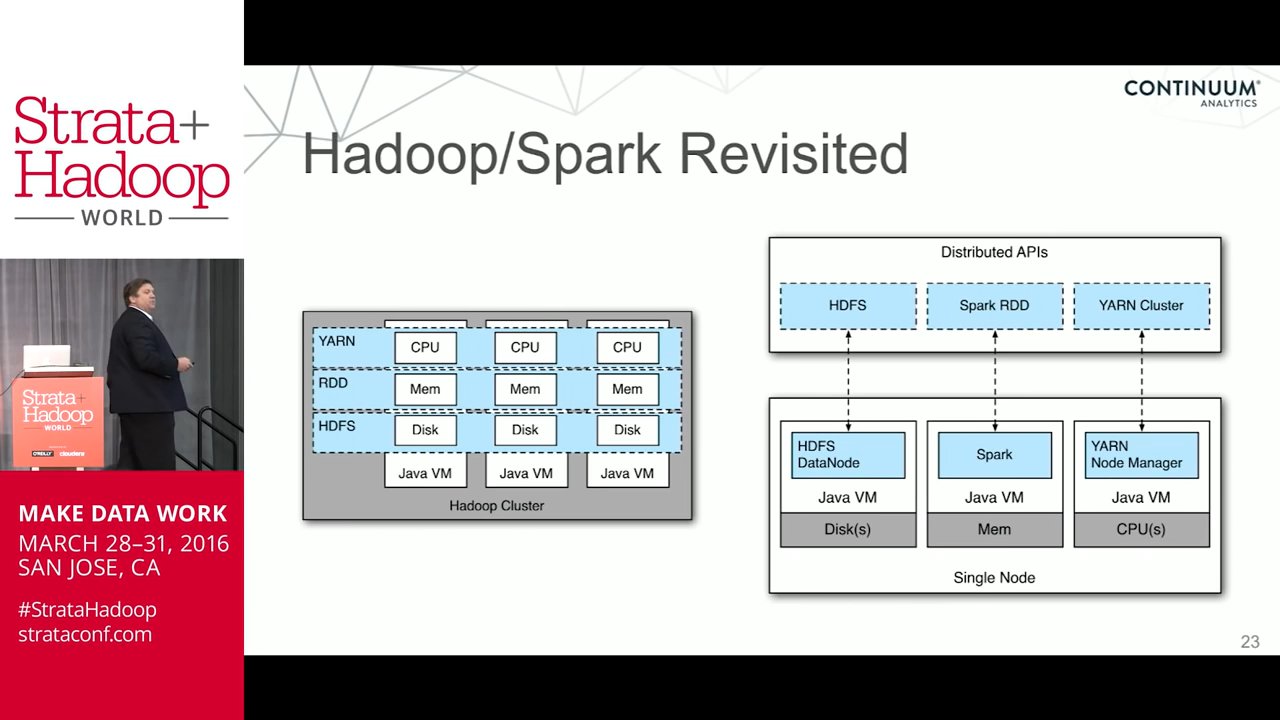 Strata+
Hadoop
WORLD
Strata+
Hadoop
WORLD
O'REILLY cloudera
MAKE DATA WORK
MARCH 28–31, 2016
SAN JOSE, CA
#StrataHadoop
strataconf.com
CONTINUUM®
ANALYTICS
Hadoop/Spark Revisited
YARN
CPU
CPU
CPU
RDD
Mem
Mem
Mem
HDFS
Disk
Disk
Disk
Java VM
Java VM
Java VM
Hadoop Cluster
Distributed APIs
HDFS
Spark RDD
YARN Cluster
HDFS
DataNode
Spark
YARN
Node Manager
Java VM
Java VM
Java VM
Disk(s)
Mem
CPU(s)
Single Node
23